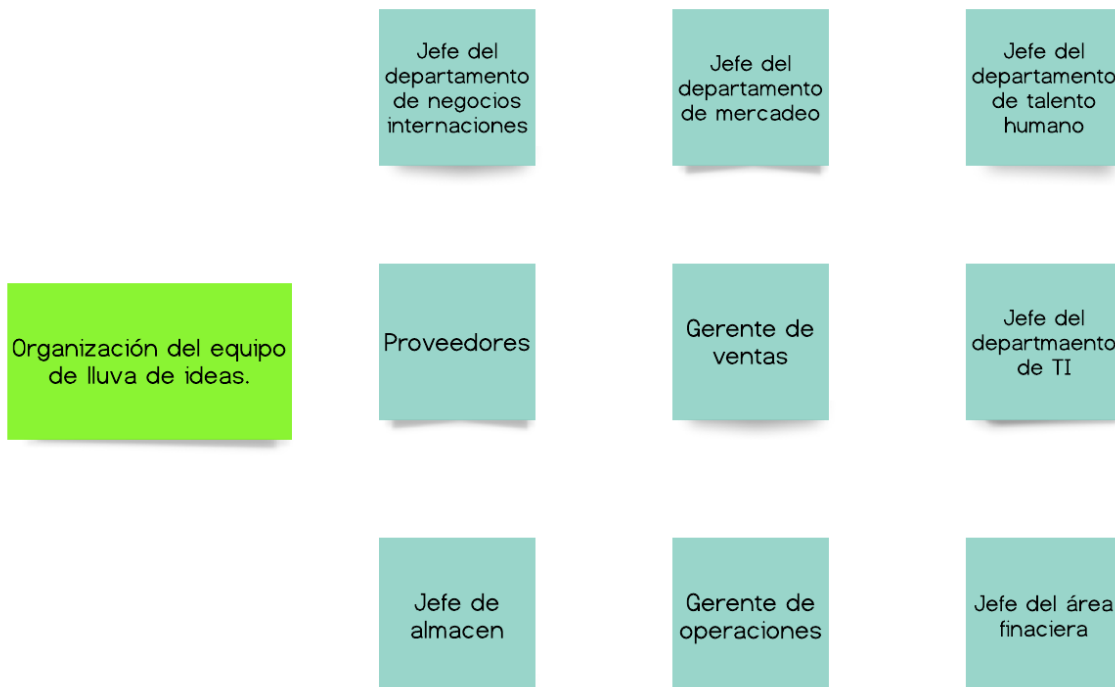 Jefe del
departamento
de negocios
internaciones
Jefe del
departamento
de mercadeo
Jefe del
departamento
de talento
humano
Organización del equipo
de lluva de ideas.
Proveedores
Gerente de
ventas
Jefe del
departmaento
de TI
Jefe de
almacen
Gerente de
operaciones
Jefe del área
finaciera